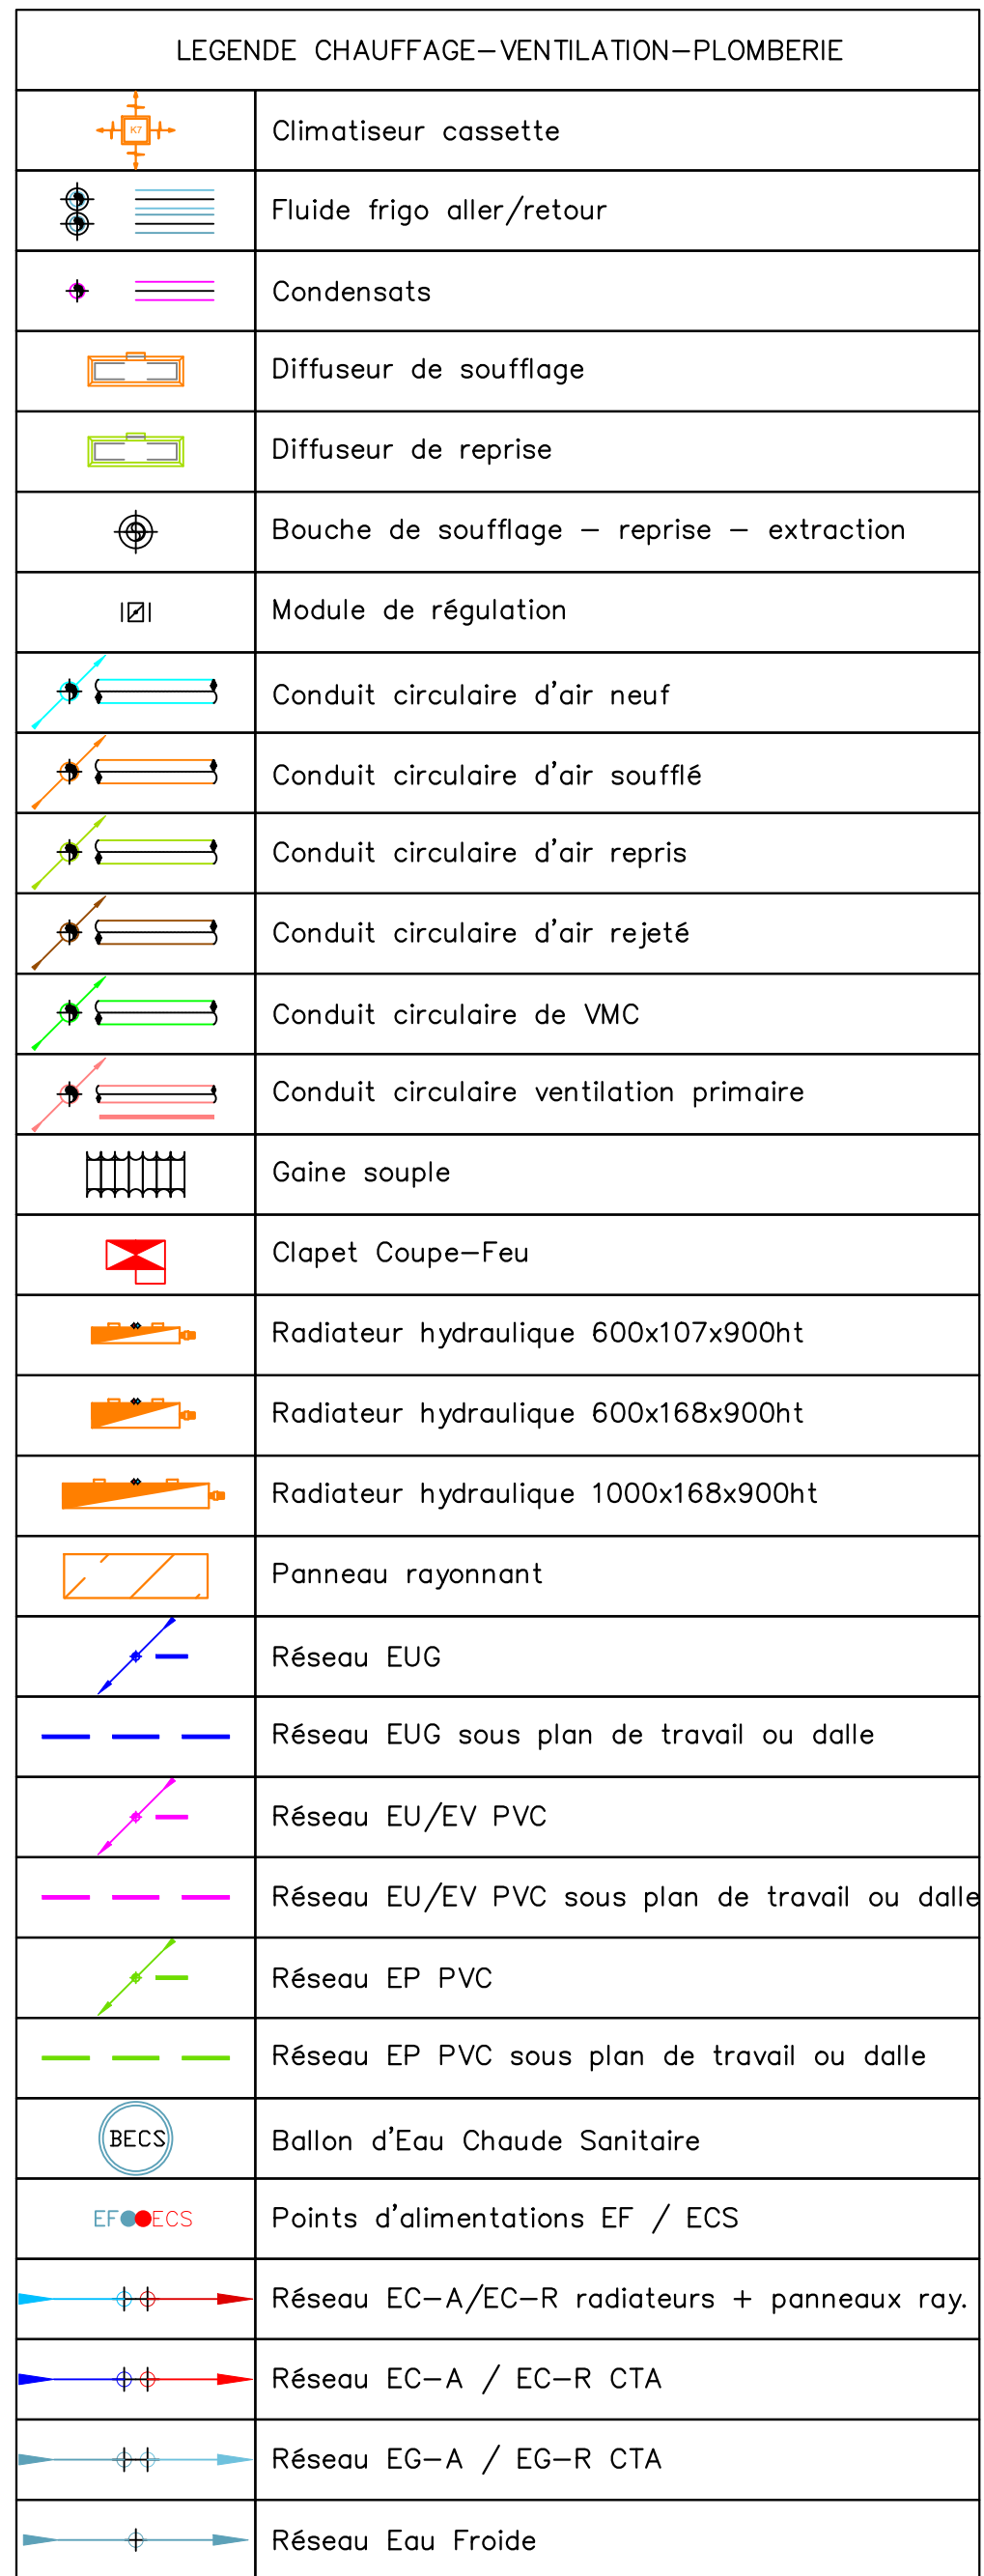 LEGENDE CHAUFFAGE-VENTILATION-PLOMBERIE
K7 Climatiseur cassette
Fluide frigo aller/retour
Condensats
Diffuseur de soufflage
Diffuseur de reprise
Bouche de soufflage - reprise - extraction
Module de régulation
Conduit circulaire d'air neuf
Conduit circulaire d'air soufflé
Conduit circulaire d'air repris
Conduit circulaire d'air rejeté
Conduit circulaire de VMC
Conduit circulaire ventilation primaire
Gaine souple
Clapet Coupe-Feu
Radiateur hydraulique 600x107x900ht
Radiateur hydraulique 600x168x900ht
Radiateur hydraulique 1000x168x900ht
Panneau rayonnant
Réseau EUG
Réseau EUG sous plan de travail ou dalle
Réseau EU/EV PVC
Réseau EU/EV PVC sous plan de travail ou dalle
Réseau EP PVC
Réseau EP PVC sous plan de travail ou dalle
BECS Ballon d'Eau Chaude Sanitaire
EF ECS Points d'alimentations EF / ECS
Réseau EC-A/EC-R radiateurs + panneaux ray.
Réseau EC-A / EC-R CTA
Réseau EG-A / EG-R CTA
Réseau Eau Froide